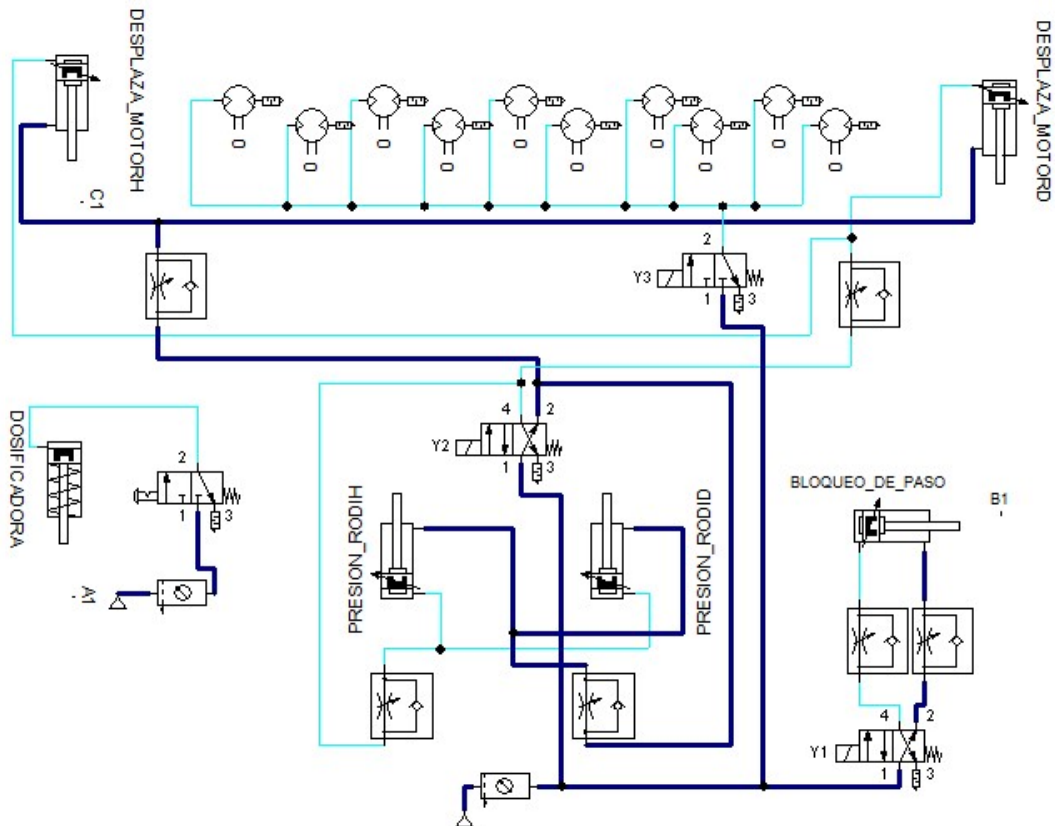 DESPLAZA_MOTORH
DESPLAZA_MOTORD
C1
0
0
0
0
0
0
0
0
0
0
2
Y3
1
3
4
2
Y2
1
3
DOSIFICADORA
2
1
3
A1
PRESION_RODIH
PRESION_RODID
BLOQUEO_DE_PASO
B1
4
2
Y1
1
3